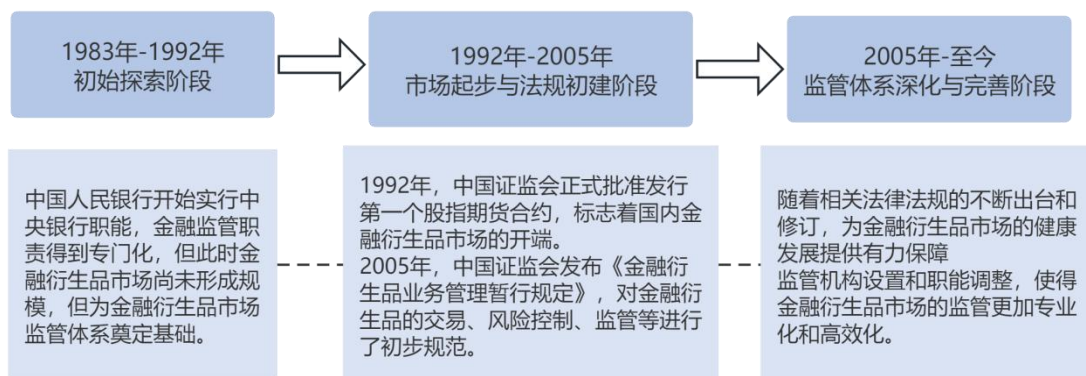 1983年-1992年
初始探索阶段
1992年-2005年
市场起步与法规初建阶段
2005年-至今
监管体系深化与完善阶段
中国人民银行开始实行中
央银行职能，金融监管职
责得到专门化，但此时金
融衍生品市场尚未形成规
模，但为金融衍生品市场
监管体系奠定基础。
1992年，中国证监会正式批准发行
第一个股指期货合约，标志着国内金
融衍生品市场的开端。
2005年，中国证监会发布《金融衍
生品业务管理暂行规定》，对金融衍
生品的交易、风险控制、监管等进行
了初步规范。
随着相关法律法规的不断出台和
修订，为金融衍生品市场的健康
发展提供有力保障
监管机构设置和职能调整，使得
金融衍生品市场的监管更加专业
化和高效化。